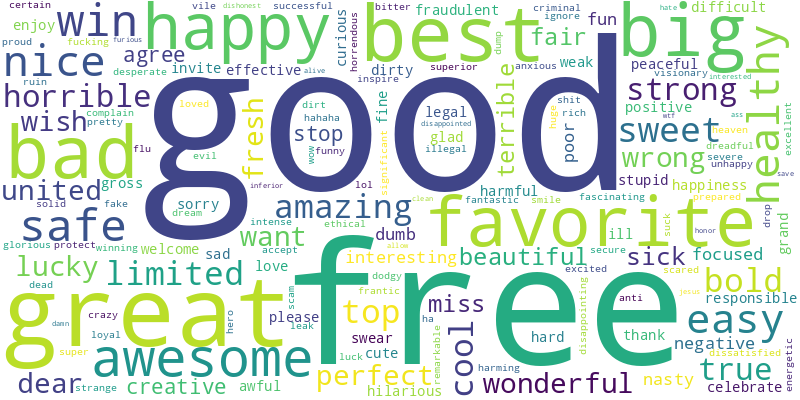 certain
vile
dishonest
successful
bitter
fraudulent
criminal
hate
difficult
enjoy
win
happy
curious
horrendous
best
dump
ignore
fun
big
proud
fucking
furious
alive
agree
fair
nice
desperate
invite
effective
dirty
superior
anxious
weak
peaceful
visionary
interested
ruin
inspire
horrible
complain
pretty
loved
dirt
hahaha
fine
good
legal
disappointed
glad
illegal
terrible
huge
shit
rich
poor
strong
positive
wtf
ass
heaven
excellent
healthy
wish
flu
evil
fresh
stop
wow
funny
significant
sweet
dreadful
severe
unhappy
bad
gross
wrong
stupid
happiness
save
united
solid
fake
dream
sorry
inferior
lol
clean
harmful
fantastic
smile
fascinating
prepared
safe
intense
amazing
ethical
favorite
suck
honor
drop
grand
glorious
protect
winning
welcome
sad
want
accept
allow
dumb
interesting
beautiful
ill
secure
sick
focused
lucky
limited
love
dodgy
excited
scared
bold
dead
great
scam
frantic
free
anti
jesus
responsible
damn
crazy
loyal
hero
please
leak
top
miss
ha
cool
hard
disappointing
thank
easy
energetic
super
awesome
swear
cute
luck
remarkable
negative
dissatisfied
dear
strange
creative
awful
perfect
hilarious
harming
wonderful
nasty
true
celebrate